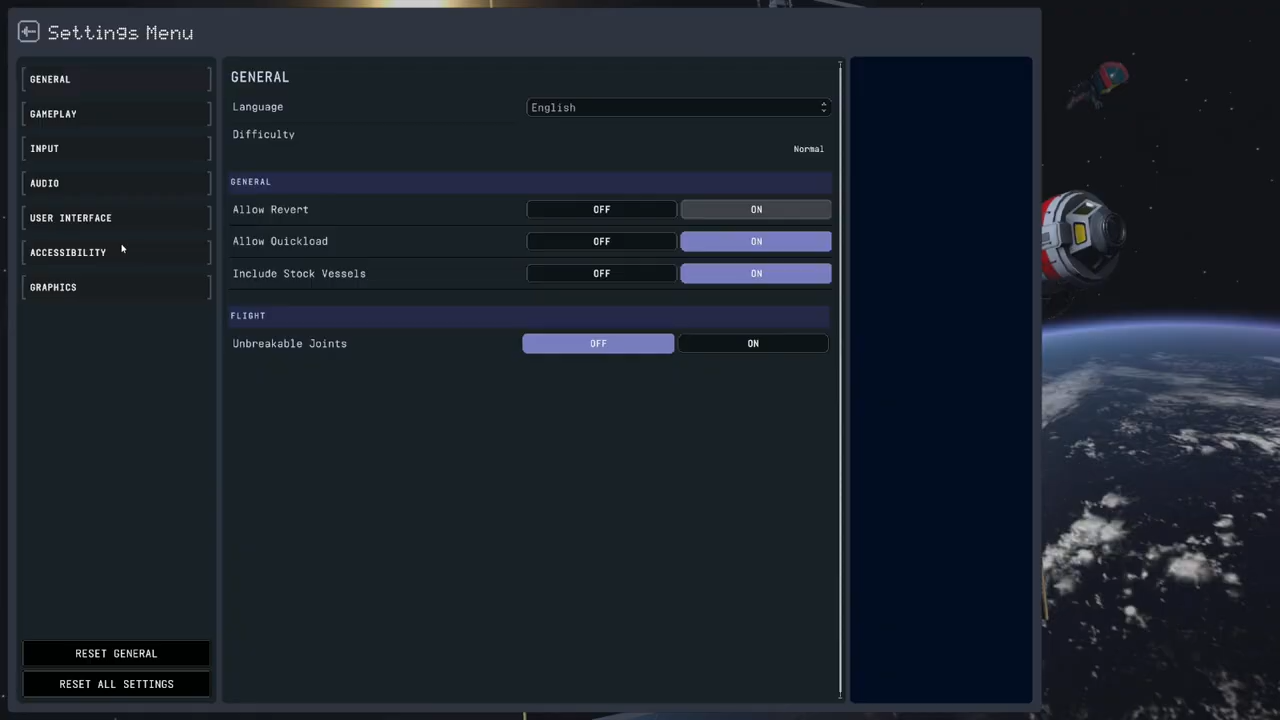 Settings Menu
GENERAL
GAMEPLAY
INPUT
AUDIO
USER INTERFACE
ACCESSIBILITY
GRAPHICS
RESET GENERAL
RESET ALL SETTINGS
GENERAL
Language English
Difficulty
Normal
GENERAL
Allow Revert OFF ON
Allow Quickload OFF ON
Include Stock Vessels OFF ON
FLIGHT
Unbreakable Joints OFF ON